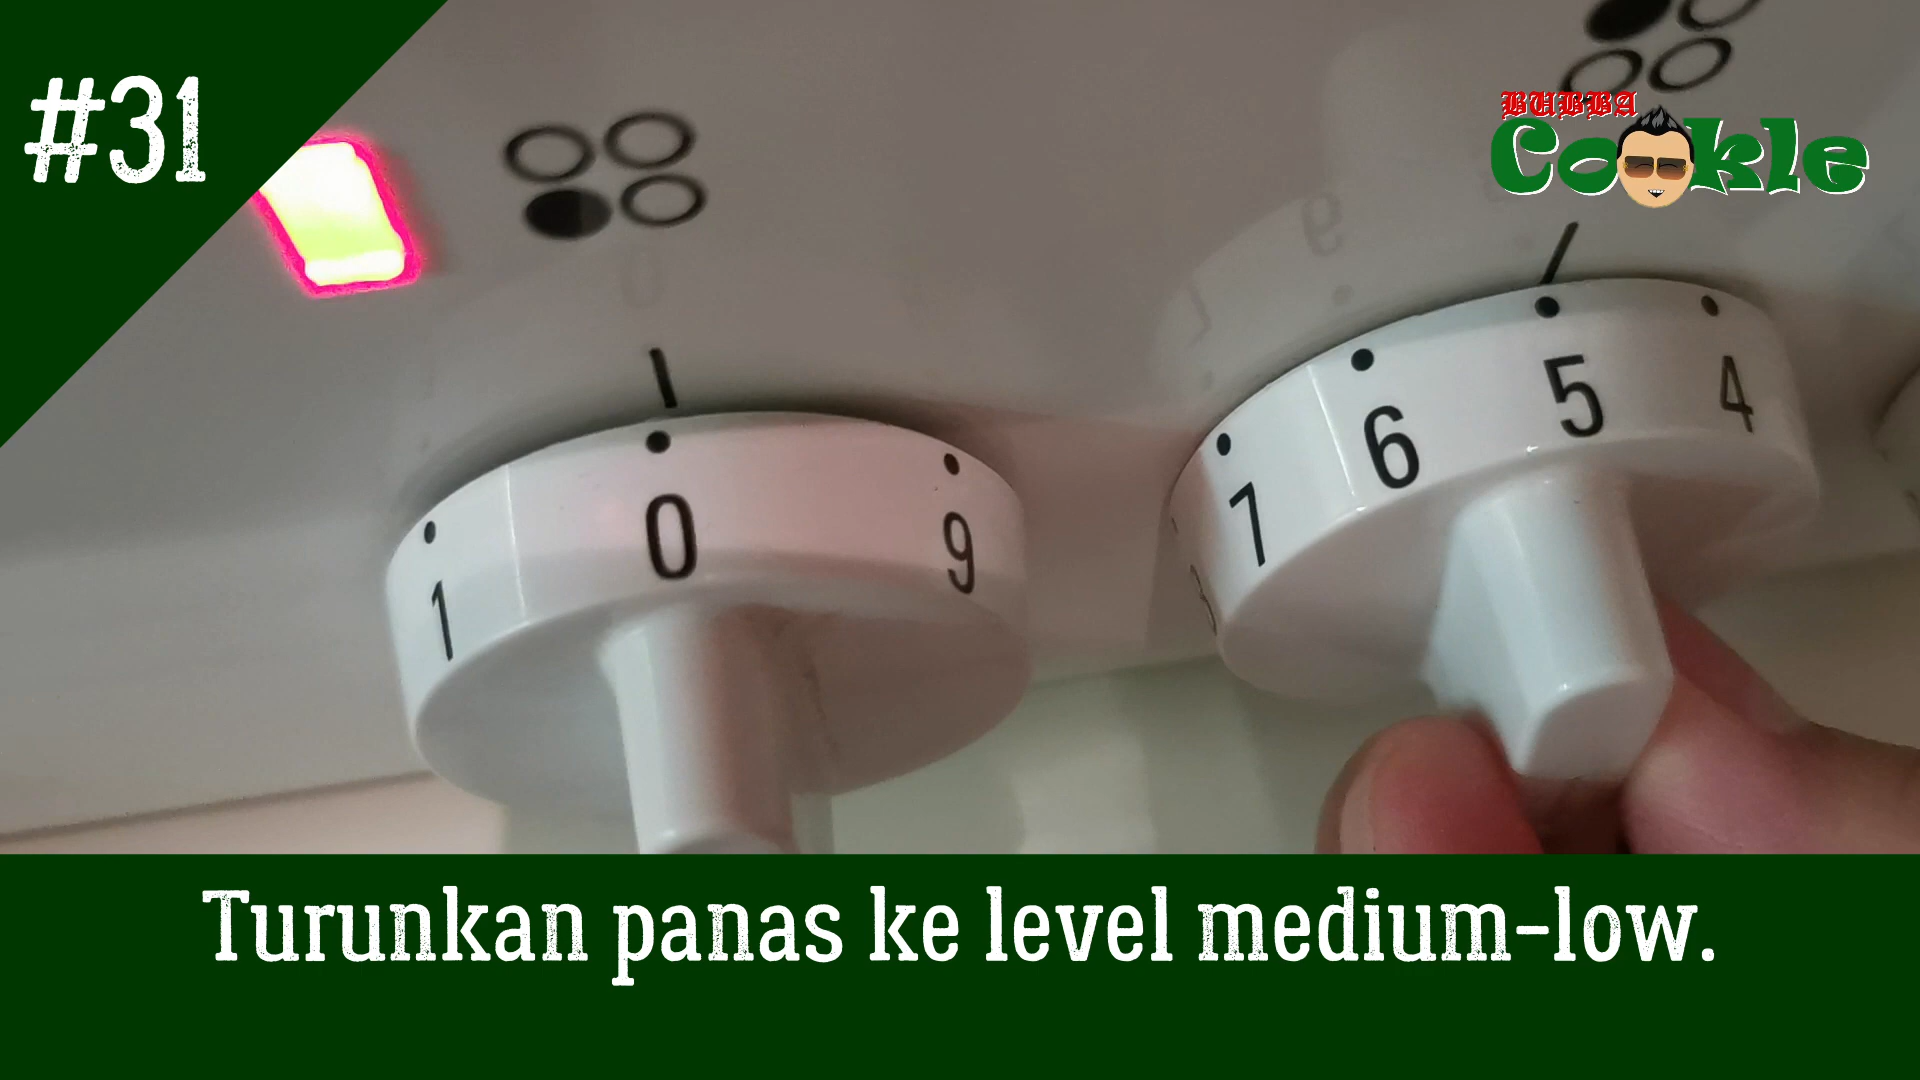 #31
BUBBA
Cookle
1 0 9
7 6 5 4
Turunkan panas ke level medium-low.